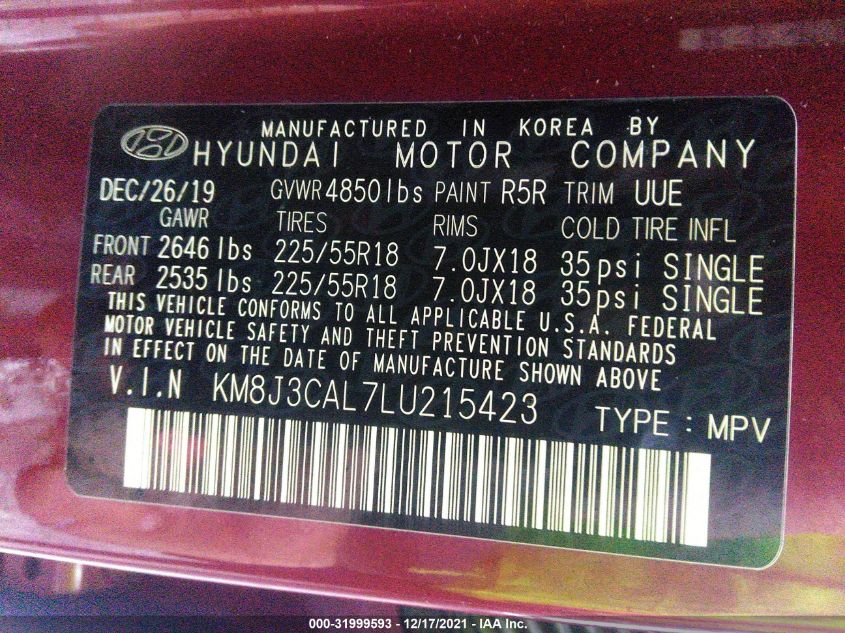 MANUFACTURED IN KOREA BY
HYUNDAI MOTOR COMPANY
DEC/26/19 GVWR 4850 lbs PAINT R5R TRIM UUE
GAWR TIRES RIMS COLD TIRE INFL
FRONT 2646 lbs 225/55R18 7.0JX18 35psi SINGLE
REAR 2535 lbs 225/55R18 7.0JX18 35psi SINGLE
THIS VEHICLE CONFORMS TO ALL APPLICABLE U.S.A. FEDERAL
MOTOR VEHICLE SAFETY AND THEFT PREVENTION STANDARDS
IN EFFECT ON THE DATE OF MANUFACTURE SHOWN ABOVE
V.I.N KM8J3CAL7LU215423 TYPE : MPV
000-31999593 - 12/17/2021 - IAA Inc.